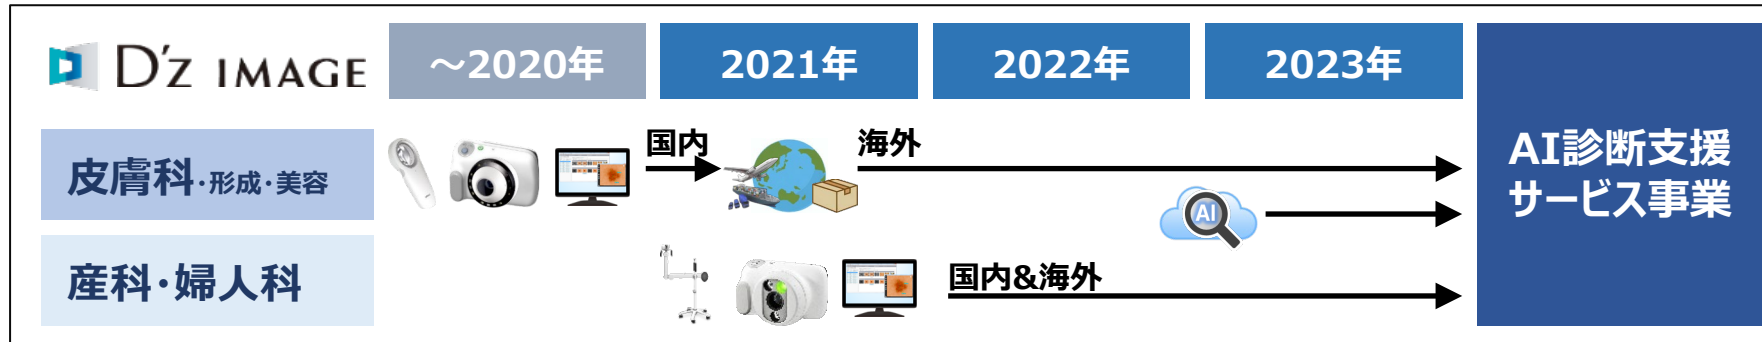 D'Z IMAGE
～2020年
2021年
2022年
2023年
AI診断支援
サービス事業
皮膚科・形成・美容
国内
海外
AI
産科・婦人科
国内&海外